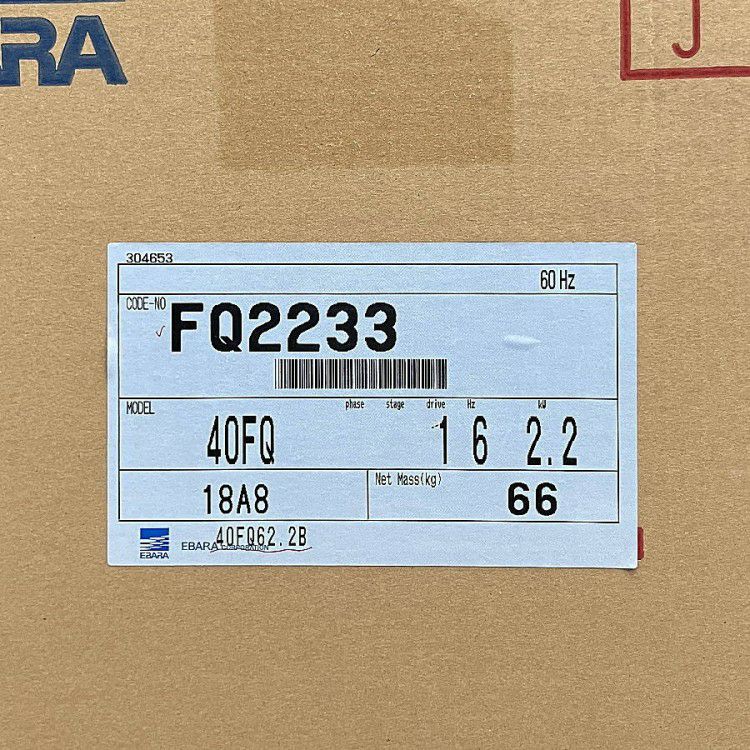 ARA
J
304653
60 Hz
CODE-NO
FQ2233
MODEL phase stage drive Hz kW
40FQ 1 6 2.2
18A8 Net Mass(kg) 66
40FQ62.2B
EBARA EBARA CORPORATION